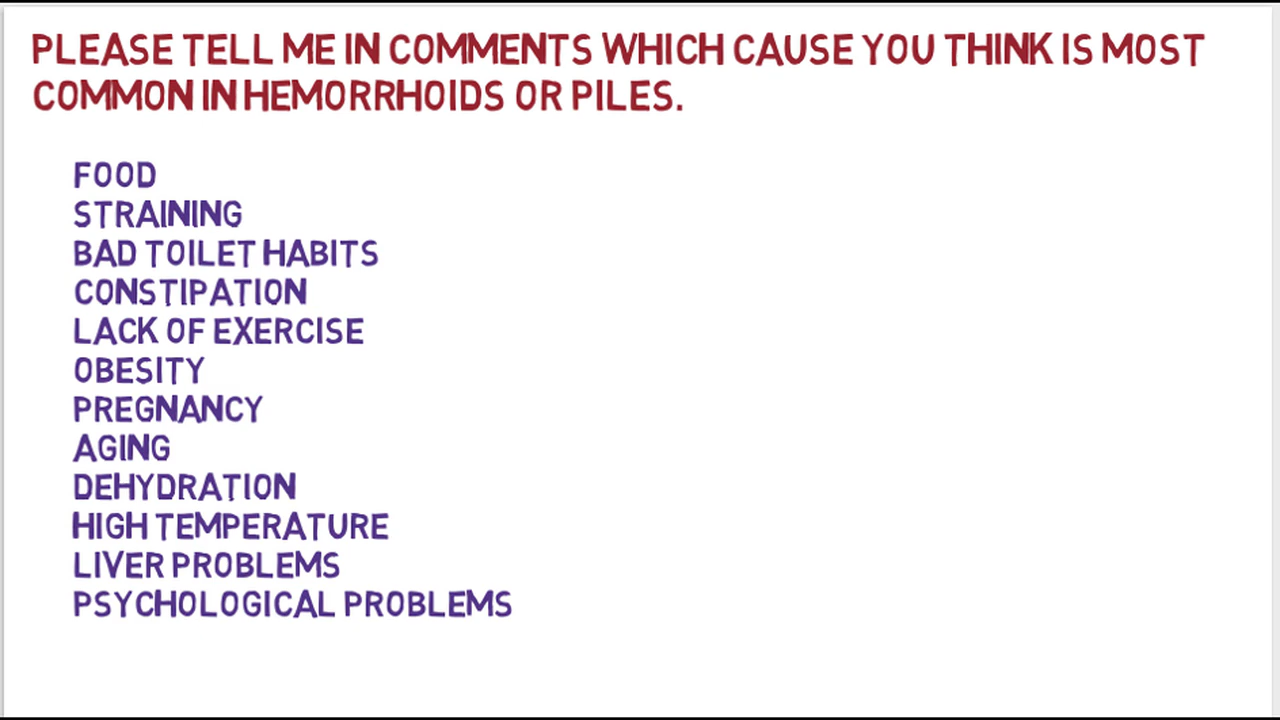 PLEASE TELL ME IN COMMENTS WHICH CAUSE YOU THINK IS MOST
COMMON IN HEMORRHOIDS OR PILES.
FOOD
STRAINING
BAD TOILET HABITS
CONSTIPATION
LACK OF EXERCISE
OBESITY
PREGNANCY
AGING
DEHYDRATION
HIGH TEMPERATURE
LIVER PROBLEMS
PSYCHOLOGICAL PROBLEMS